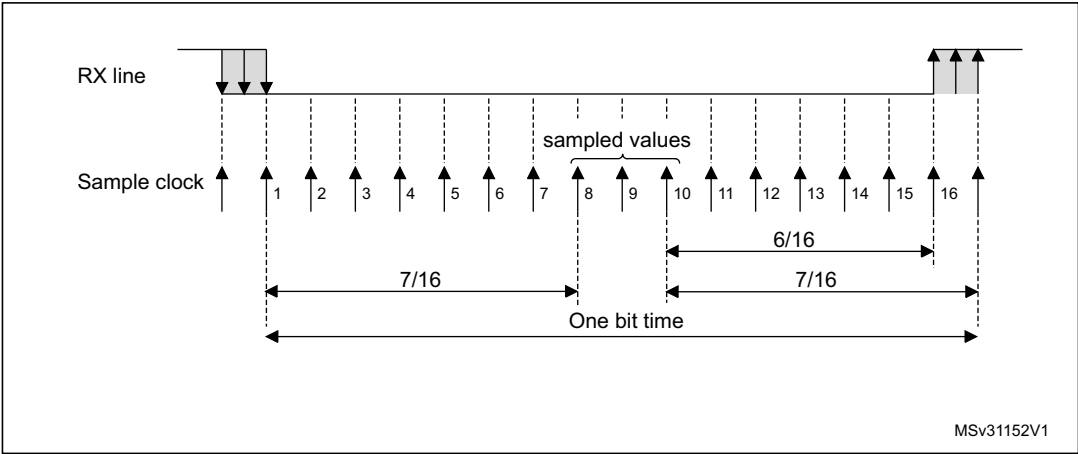 RX line
sampled values
Sample clock
1 2 3 4 5 6 7 8 9 10 11 12 13 14 15 16
6/16
7/16 7/16
One bit time
MSv31152V1